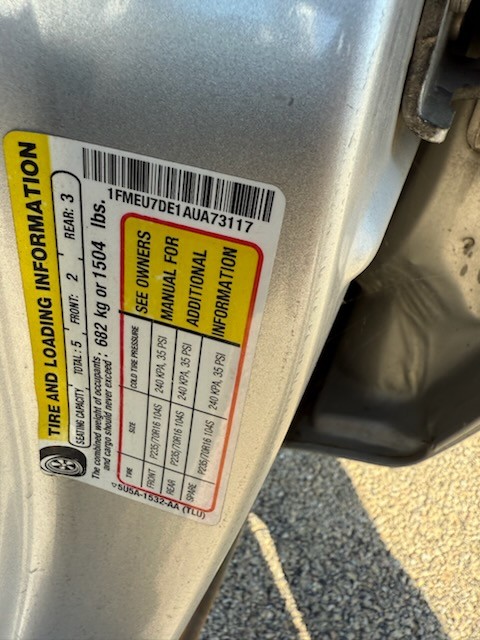 TIRE AND LOADING INFORMATION
SEATING CAPACITY TOTAL: 5 FRONT: 2 REAR: 3
The combined weight of occupants
and cargo should never exceed: 682 kg or 1504 lbs.
1FMEU7DE1AUA73117
TIRE SIZE COLD TIRE PRESSURE
FRONT P235/70R16 104S 240 KPA, 35 PSI
REAR P235/70R16 104S 240 KPA, 35 PSI
SPARE P235/70R16 104S 240 KPA, 35 PSI
SEE OWNERS
MANUAL FOR
ADDITIONAL
INFORMATION
5U5A-1532-AA (TLU)